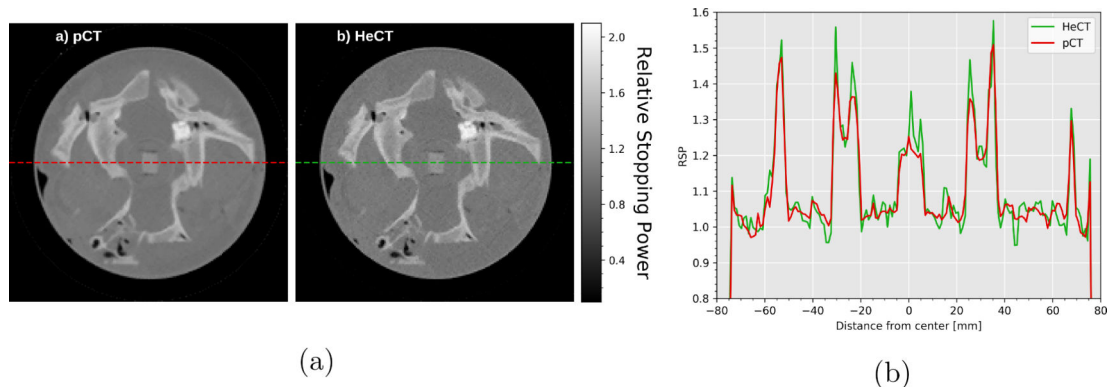 a) pCT
b) HeCT
2.0
1.6
1.2
0.8
0.4
Relative Stopping Power
(a)
1.6
1.5
1.4
1.3
1.2
1.1
1.0
0.9
0.8
RSP
HeCT
pCT
−80 −60 −40 −20 0 20 40 60 80
Distance from center [mm]
(b)